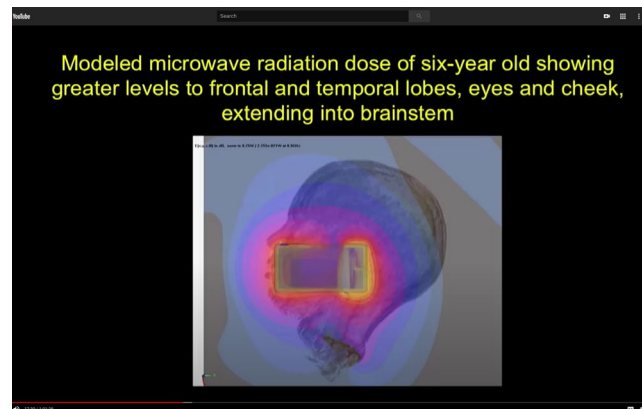 YouTube
Search
Modeled microwave radiation dose of six-year old showing
greater levels to frontal and temporal lobes, eyes and cheek,
extending into brainstem